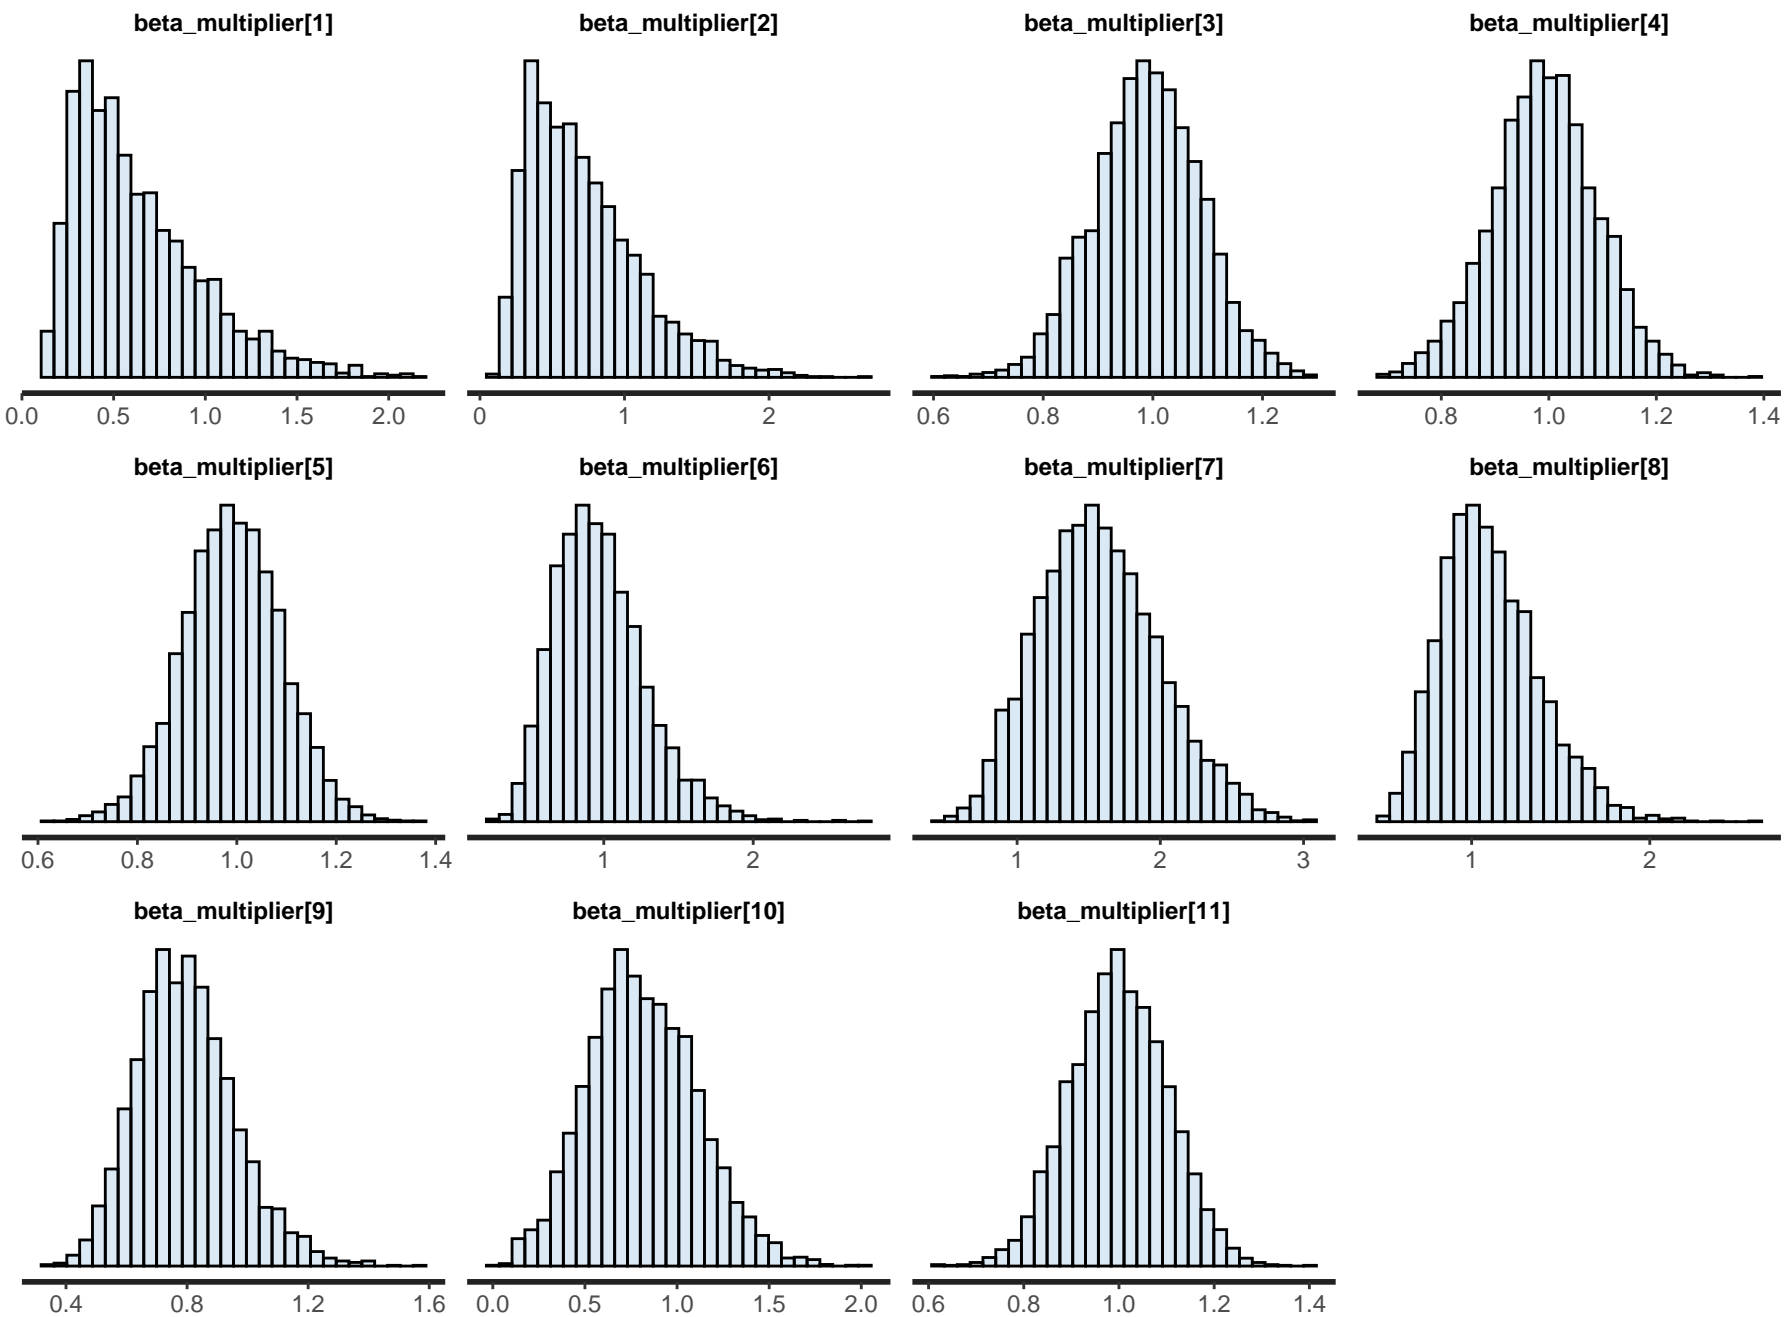 beta_multiplier[1] beta_multiplier[2] beta_multiplier[3] beta_multiplier[4]
0.0 0.5 1.0 1.5 2.0 0 1 2 0.6 0.8 1.0 1.2 0.8 1.0 1.2 1.4
beta_multiplier[5] beta_multiplier[6] beta_multiplier[7] beta_multiplier[8]
0.6 0.8 1.0 1.2 1.4 1 2 1 2 3 1 2
beta_multiplier[9] beta_multiplier[10] beta_multiplier[11]
0.4 0.8 1.2 1.6 0.0 0.5 1.0 1.5 2.0 0.6 0.8 1.0 1.2 1.4